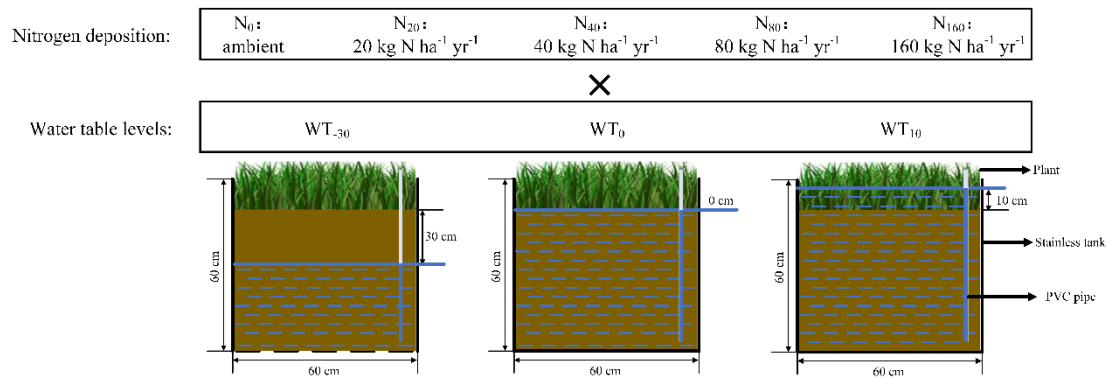 Nitrogen deposition:
N₀: N₂₀: N₄₀: N₈₀: N₁₆₀:
ambient 20 kg N ha⁻¹ yr⁻¹ 40 kg N ha⁻¹ yr⁻¹ 80 kg N ha⁻¹ yr⁻¹ 160 kg N ha⁻¹ yr⁻¹
×
Water table levels: WT₋₃₀ WT₀ WT₁₀
Plant
0 cm
10 cm
30 cm
Stainless tank
60 cm 60 cm 60 cm
PVC pipe
60 cm 60 cm 60 cm